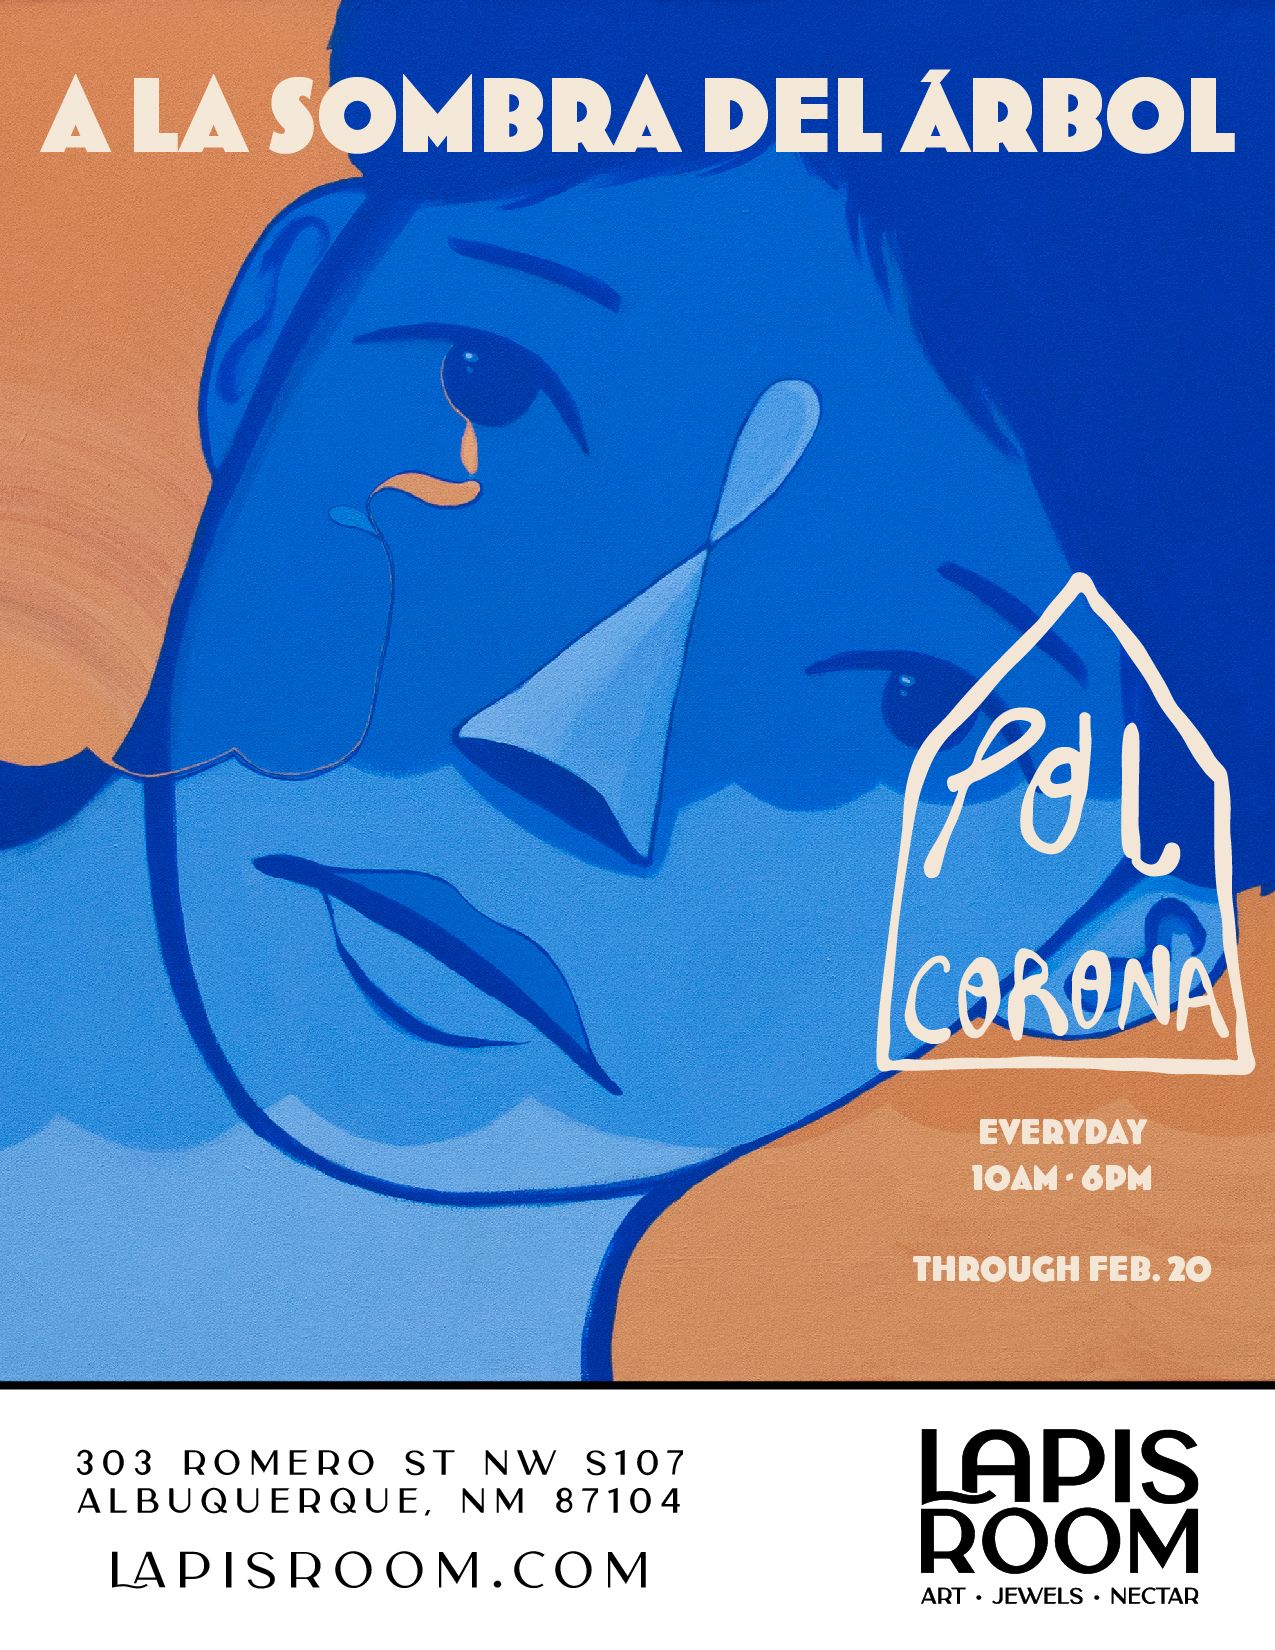 A LA SOMBRA DEL ÁRBOL
Pol
CORONA
EVERYDAY
10AM - 6PM
THROUGH FEB. 20
303 ROMERO ST NW S107
ALBUQUERQUE, NM 87104
LAPISROOM.COM
LAPIS
ROOM
ART • JEWELS • NECTAR